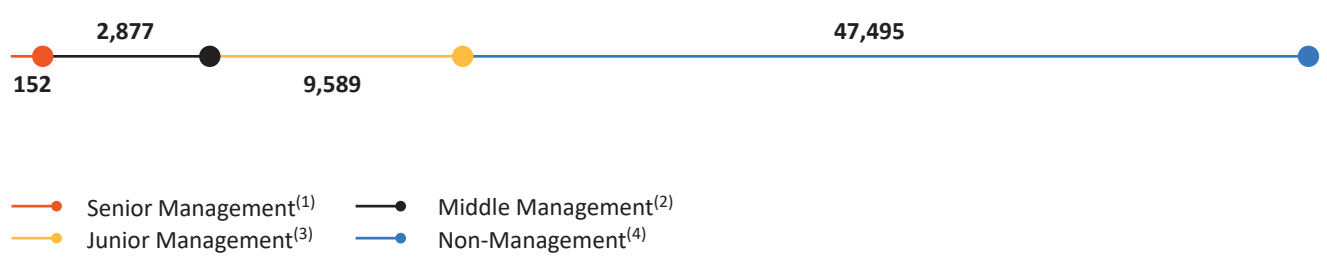 2,877
47,495
152
9,589
Senior Management(1)
Middle Management(2)
Junior Management(3)
Non-Management(4)